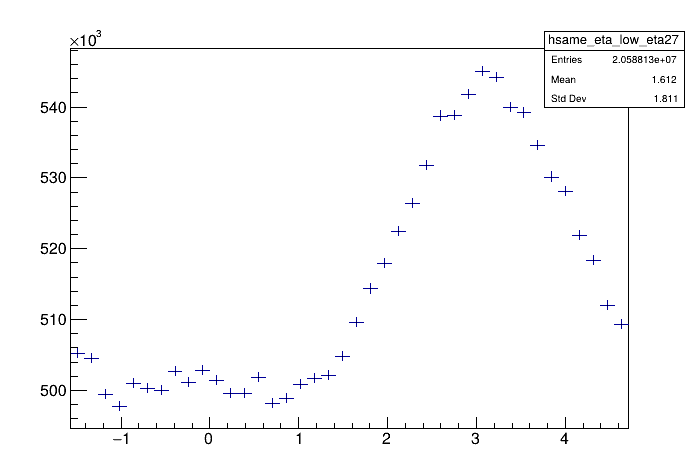 ×10³
hsame_eta_low_eta27
Entries 2.058813e+07
Mean 1.612
Std Dev 1.811
540
530
520
510
500
−1 0 1 2 3 4